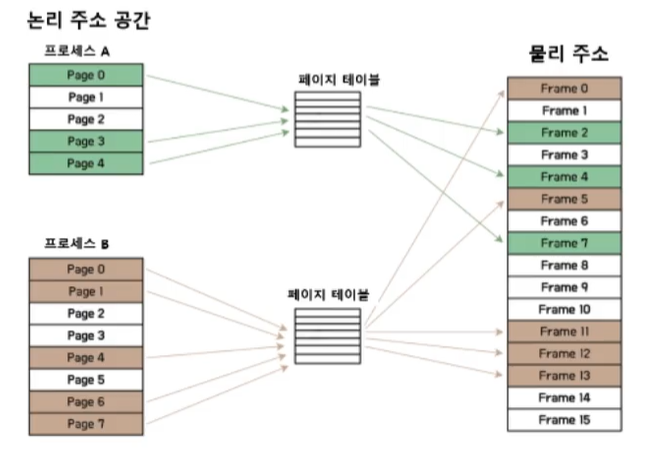 논리 주소 공간
프로세스 A
Page 0
Page 1
Page 2
Page 3
Page 4
프로세스 B
Page 0
Page 1
Page 2
Page 3
Page 4
Page 5
Page 6
Page 7
페이지 테이블
페이지 테이블
물리 주소
Frame 0
Frame 1
Frame 2
Frame 3
Frame 4
Frame 5
Frame 6
Frame 7
Frame 8
Frame 9
Frame 10
Frame 11
Frame 12
Frame 13
Frame 14
Frame 15